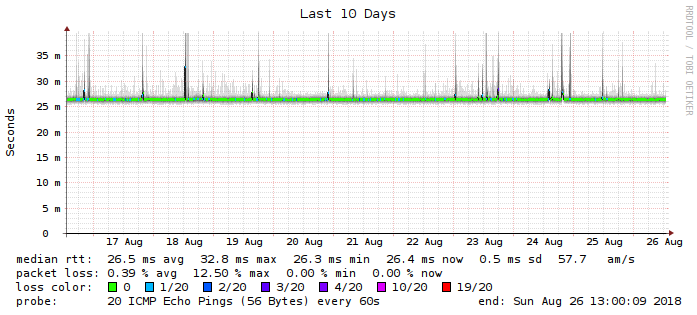 Last 10 Days
RRDTOOL / TOBI OETIKER
Seconds
35 m
30 m
25 m
20 m
15 m
10 m
5 m
0
17 Aug 18 Aug 19 Aug 20 Aug 21 Aug 22 Aug 23 Aug 24 Aug 25 Aug 26 Aug
median rtt: 26.5 ms avg 32.8 ms max 26.3 ms min 26.4 ms now 0.5 ms sd 57.7 am/s
packet loss: 0.39 % avg 12.50 % max 0.00 % min 0.00 % now
loss color: 0 1/20 2/20 3/20 4/20 10/20 19/20
probe: 20 ICMP Echo Pings (56 Bytes) every 60s end: Sun Aug 26 13:00:09 2018